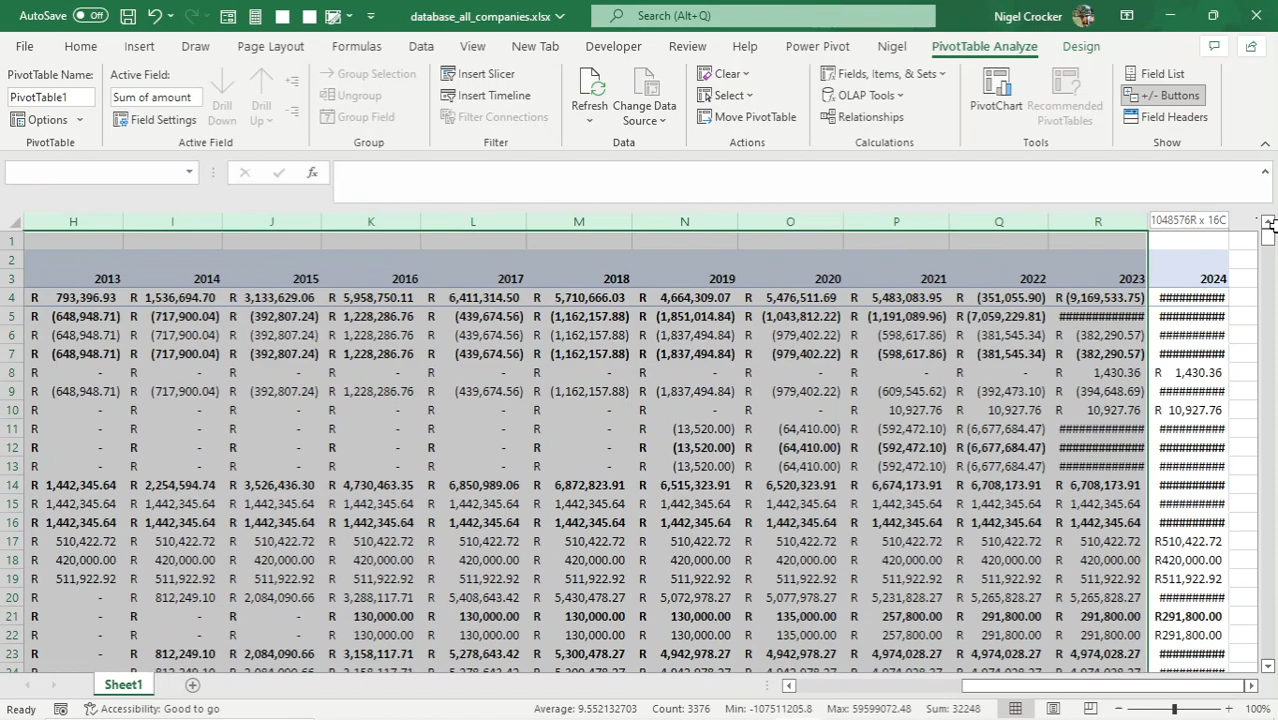 AutoSave Off database_all_companies.xlsx Search (Alt+Q) Nigel Crocker
File Home Insert Draw Page Layout Formulas Data View New Tab Developer Review Help Power Pivot Nigel PivotTable Analyze Design
PivotTable Name: Active Field: Group Selection Insert Slicer Clear Fields, Items, & Sets Field List
PivotTable1 Sum of amount Drill Down Drill Up Ungroup Insert Timeline Refresh Change Data Source Select OLAP Tools PivotChart Recommended PivotTables +/- Buttons
Options Field Settings Group Field Filter Connections Move PivotTable Relationships Field Headers
PivotTable Active Field Group Filter Data Actions Calculations Tools Show
fx
H I J K L M N O P Q R 1048576R x 16C
1
2
3 2013 2014 2015 2016 2017 2018 2019 2020 2021 2022 2023 2024
4 R 793,396.93 R 1,536,694.70 R 3,133,629.06 R 5,958,750.11 R 6,411,314.50 R 5,710,666.03 R 4,664,309.07 R 5,476,511.69 R 5,483,083.95 R (351,055.90) R (9,169,533.75) ##########
5 R (648,948.71) R (717,900.04) R (392,807.24) R 1,228,286.76 R (439,674.56) R (1,162,157.88) R (1,851,014.84) R (1,043,812.22) R (1,191,089.96) R (7,059,229.81) ############# ##########
6 R (648,948.71) R (717,900.04) R (392,807.24) R 1,228,286.76 R (439,674.56) R (1,162,157.88) R (1,837,494.84) R (979,402.22) R (598,617.86) R (381,545.34) R (382,290.57) ##########
7 R (648,948.71) R (717,900.04) R (392,807.24) R 1,228,286.76 R (439,674.56) R (1,162,157.88) R (1,837,494.84) R (979,402.22) R (598,617.86) R (381,545.34) R (382,290.57) ##########
8 R - R - R - R - R - R - R - R - R - R - R 1,430.36 R 1,430.36
9 R (648,948.71) R (717,900.04) R (392,807.24) R 1,228,286.76 R (439,674.56) R (1,162,157.88) R (1,837,494.84) R (979,402.22) R (609,545.62) R (392,473.10) R (394,648.69) ##########
10 R - R - R - R - R - R - R - R - R 10,927.76 R 10,927.76 R 10,927.76 R 10,927.76
11 R - R - R - R - R - R - R (13,520.00) R (64,410.00) R (592,472.10) R (6,677,684.47) ############# ##########
12 R - R - R - R - R - R - R (13,520.00) R (64,410.00) R (592,472.10) R (6,677,684.47) ############# ##########
13 R - R - R - R - R - R - R (13,520.00) R (64,410.00) R (592,472.10) R (6,677,684.47) ############# ##########
14 R 1,442,345.64 R 2,254,594.74 R 3,526,436.30 R 4,730,463.35 R 6,850,989.06 R 6,872,823.91 R 6,515,323.91 R 6,520,323.91 R 6,674,173.91 R 6,708,173.91 R 6,708,173.91 ##########
15 R 1,442,345.64 R 1,442,345.64 R 1,442,345.64 R 1,442,345.64 R 1,442,345.64 R 1,442,345.64 R 1,442,345.64 R 1,442,345.64 R 1,442,345.64 R 1,442,345.64 R 1,442,345.64 ##########
16 R 1,442,345.64 R 1,442,345.64 R 1,442,345.64 R 1,442,345.64 R 1,442,345.64 R 1,442,345.64 R 1,442,345.64 R 1,442,345.64 R 1,442,345.64 R 1,442,345.64 R 1,442,345.64 ##########
17 R 510,422.72 R 510,422.72 R 510,422.72 R 510,422.72 R 510,422.72 R 510,422.72 R 510,422.72 R 510,422.72 R 510,422.72 R 510,422.72 R 510,422.72 R510,422.72
18 R 420,000.00 R 420,000.00 R 420,000.00 R 420,000.00 R 420,000.00 R 420,000.00 R 420,000.00 R 420,000.00 R 420,000.00 R 420,000.00 R 420,000.00 R420,000.00
19 R 511,922.92 R 511,922.92 R 511,922.92 R 511,922.92 R 511,922.92 R 511,922.92 R 511,922.92 R 511,922.92 R 511,922.92 R 511,922.92 R 511,922.92 R511,922.92
20 R - R 812,249.10 R 2,084,090.66 R 3,288,117.71 R 5,408,643.42 R 5,430,478.27 R 5,072,978.27 R 5,077,978.27 R 5,231,828.27 R 5,265,828.27 R 5,265,828.27 ##########
21 R - R - R - R 130,000.00 R 130,000.00 R 130,000.00 R 130,000.00 R 135,000.00 R 257,800.00 R 291,800.00 R 291,800.00 R291,800.00
22 R - R - R - R 130,000.00 R 130,000.00 R 130,000.00 R 130,000.00 R 135,000.00 R 257,800.00 R 291,800.00 R 291,800.00 R291,800.00
23 R - R 812,249.10 R 2,084,090.66 R 3,158,117.71 R 5,278,643.42 R 5,300,478.27 R 4,942,978.27 R 4,942,978.27 R 4,974,028.27 R 4,974,028.27 R 4,974,028.27 ##########
Sheet1
Ready Accessibility: Good to go Average: 9.552132703 Count: 3376 Min: -107511205.8 Max: 59599072.48 Sum: 32248 100%